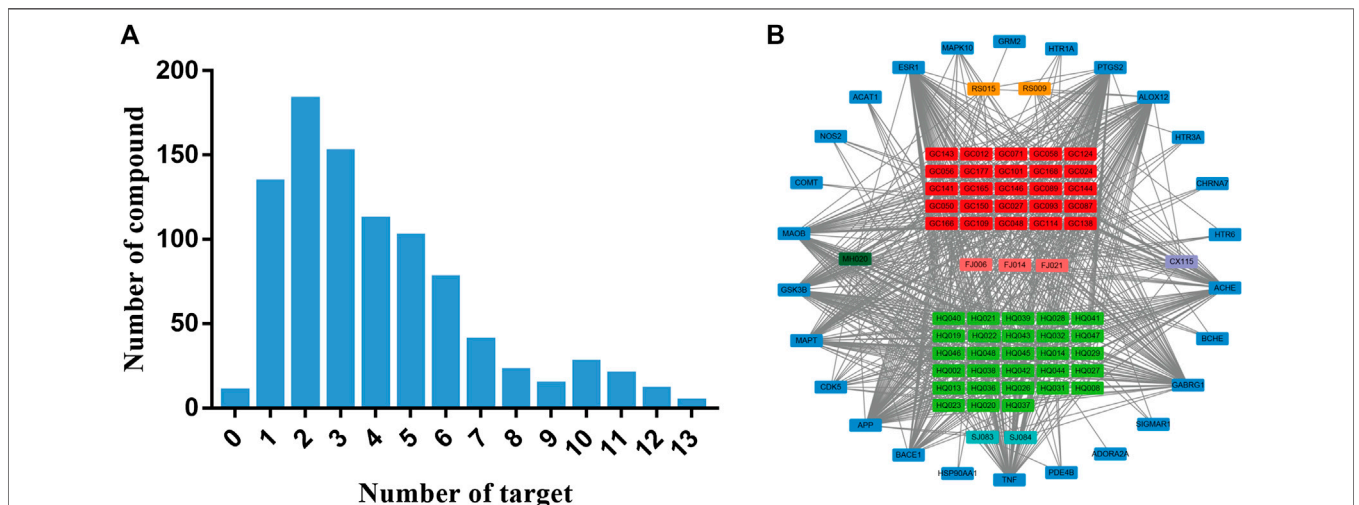 A
B
200
150
100
50
0
Number of compound
0 1 2 3 4 5 6 7 8 9 10 11 12 13
Number of target
GRM2
MAPK10 HTR1A
ESR1 PTGS2
RS015 RS009
ACAT1 ALOX12
NOS2 HTR3A
GC143 GC012 GC071 GC058 GC124
GC056 GC177 GC101 GC168 GC024
COMT CHRNA7
GC141 GC165 GC145 GC089 GC144
GC050 GC150 GC027 GC093 GC057
GC166 GC109 GC048 GC114 GC138
MAOB HTR6
MH020 FJ006 FJ014 FJ021 CX115
GSK3B ACHE
HQ040 HQ021 HQ039 HQ028 HQ041
HQ019 HQ022 HQ043 HQ032 HQ047
MAPT BCHE
HQ046 HQ048 HQ045 HQ014 HQ029
HQ002 HQ038 HQ042 HQ044 HQ027
CDK5 GABRG1
HQ013 HQ036 HQ026 HQ031 HQ008
HQ023 HQ020 HQ037
APP SIGMAR1
SJ083 SJ084
BACE1 ADORA2A
HSP90AA1 PDE4B
TNF